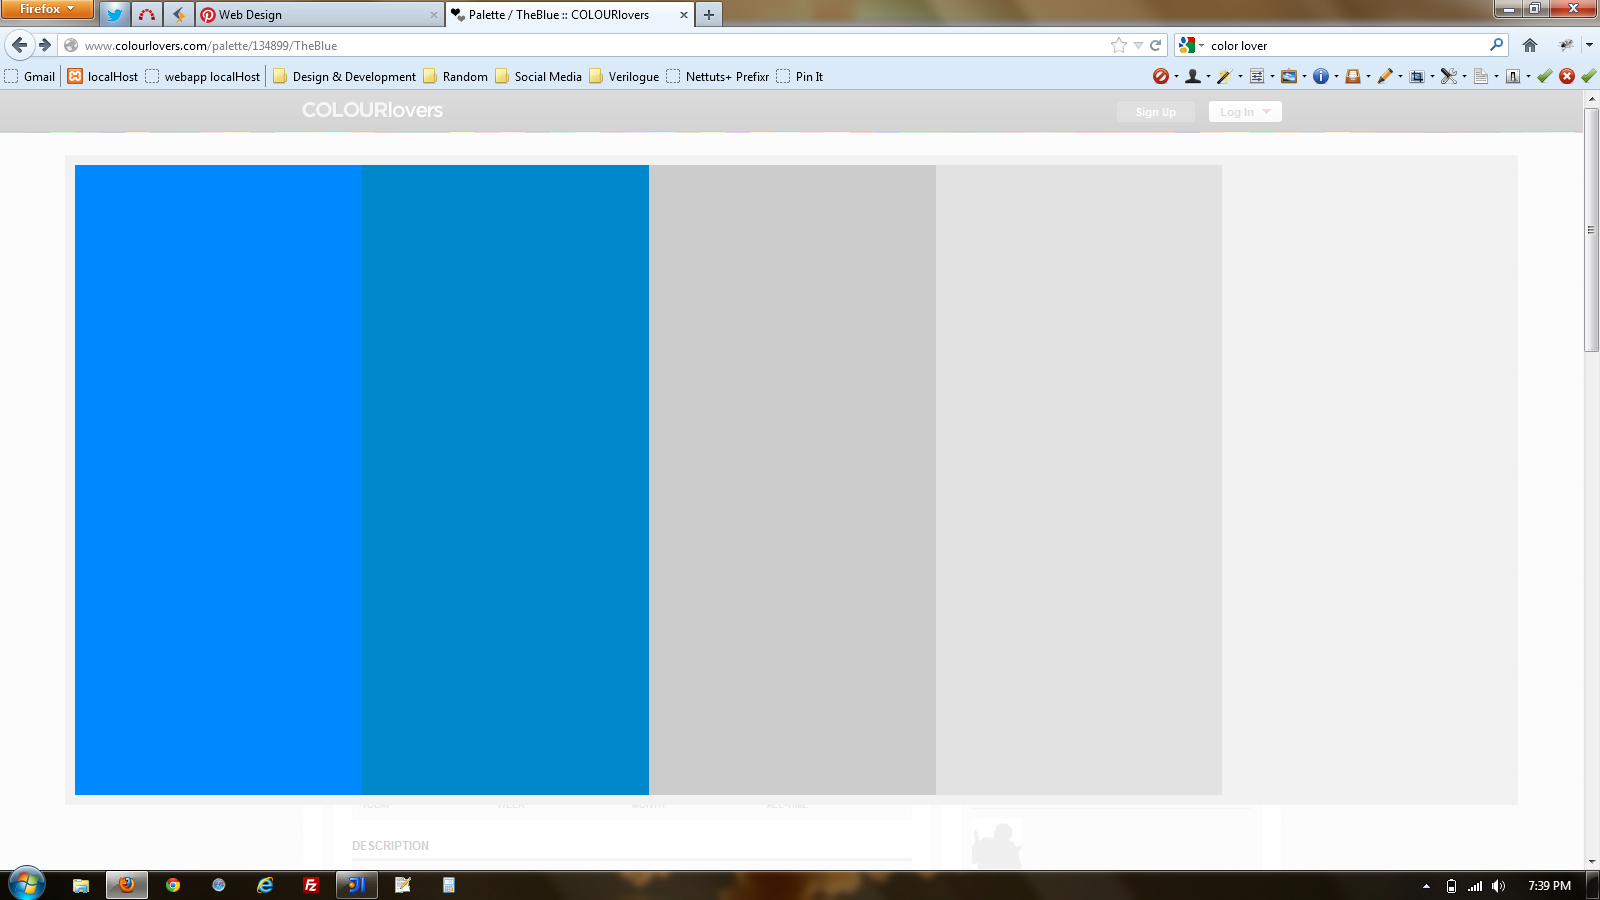 Firefox
Web Design
Palette / TheBlue :: COLOURlovers
www.colourlovers.com/palette/134899/TheBlue
color lover
Gmail
localHost
webapp localHost
Design & Development
Random
Social Media
Verilogue
Nettuts+ Prefixr
Pin It
COLOURlovers
Sign Up
Log In
DESCRIPTION
7:39 PM